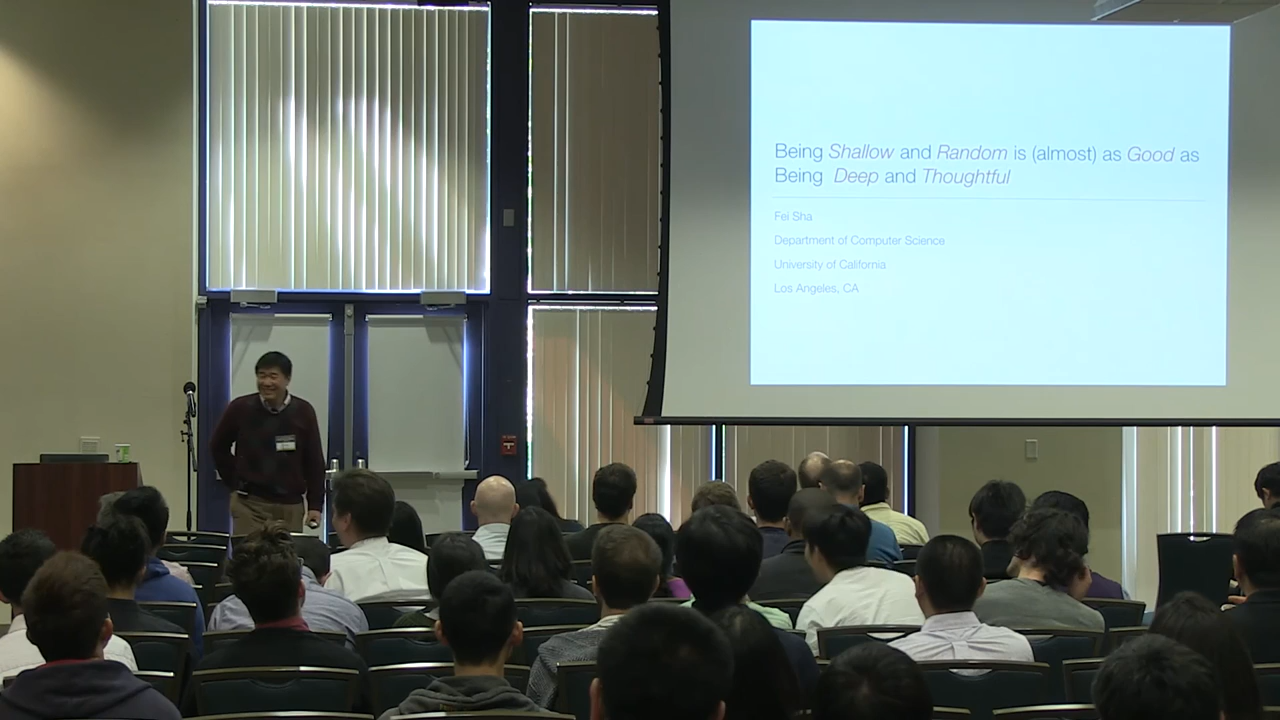 Being Shallow and Random is (almost) as Good as
Being Deep and Thoughtful
Fei Sha
Department of Computer Science
University of California
Los Angeles, CA